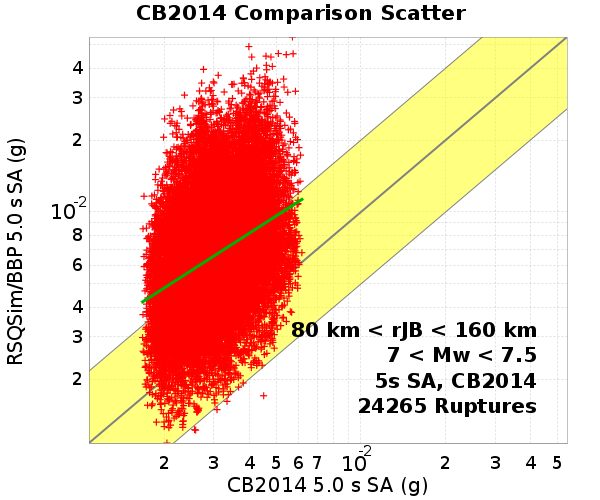 CB2014 Comparison Scatter
RSQSim/BBP 5.0 s SA (g)
4
3
2
10⁻²
8
6
4
3
2
80 km < rJB < 160 km
7 < Mw < 7.5
5s SA, CB2014
24265 Ruptures
2 3 4 5 6 7 10⁻² 2 3 4 5
CB2014 5.0 s SA (g)